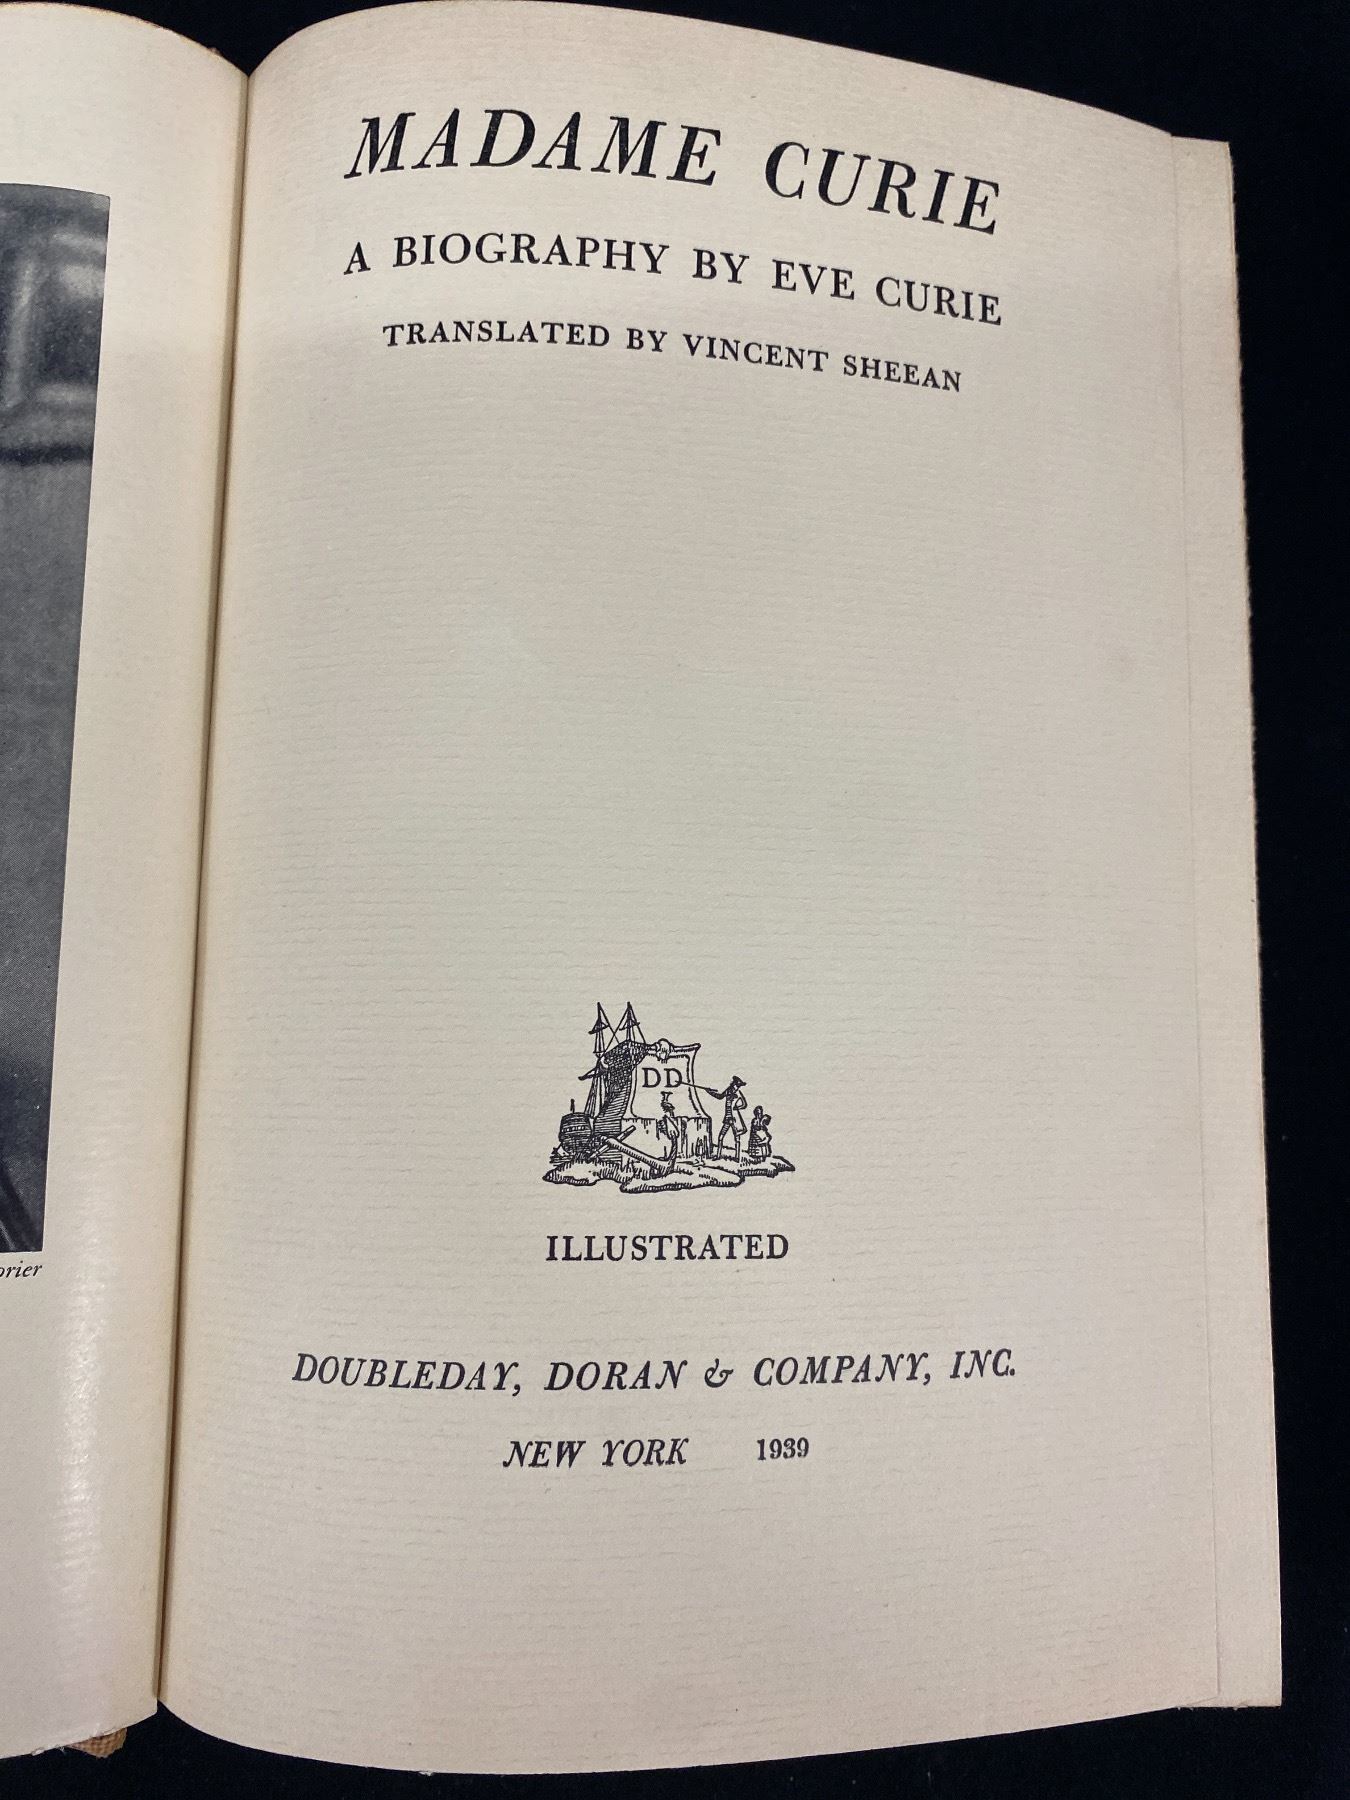 MADAME CURIE
A BIOGRAPHY BY EVE CURIE
TRANSLATED BY VINCENT SHEEAN
DD
ILLUSTRATED
DOUBLEDAY, DORAN & COMPANY, INC.
NEW YORK 1939